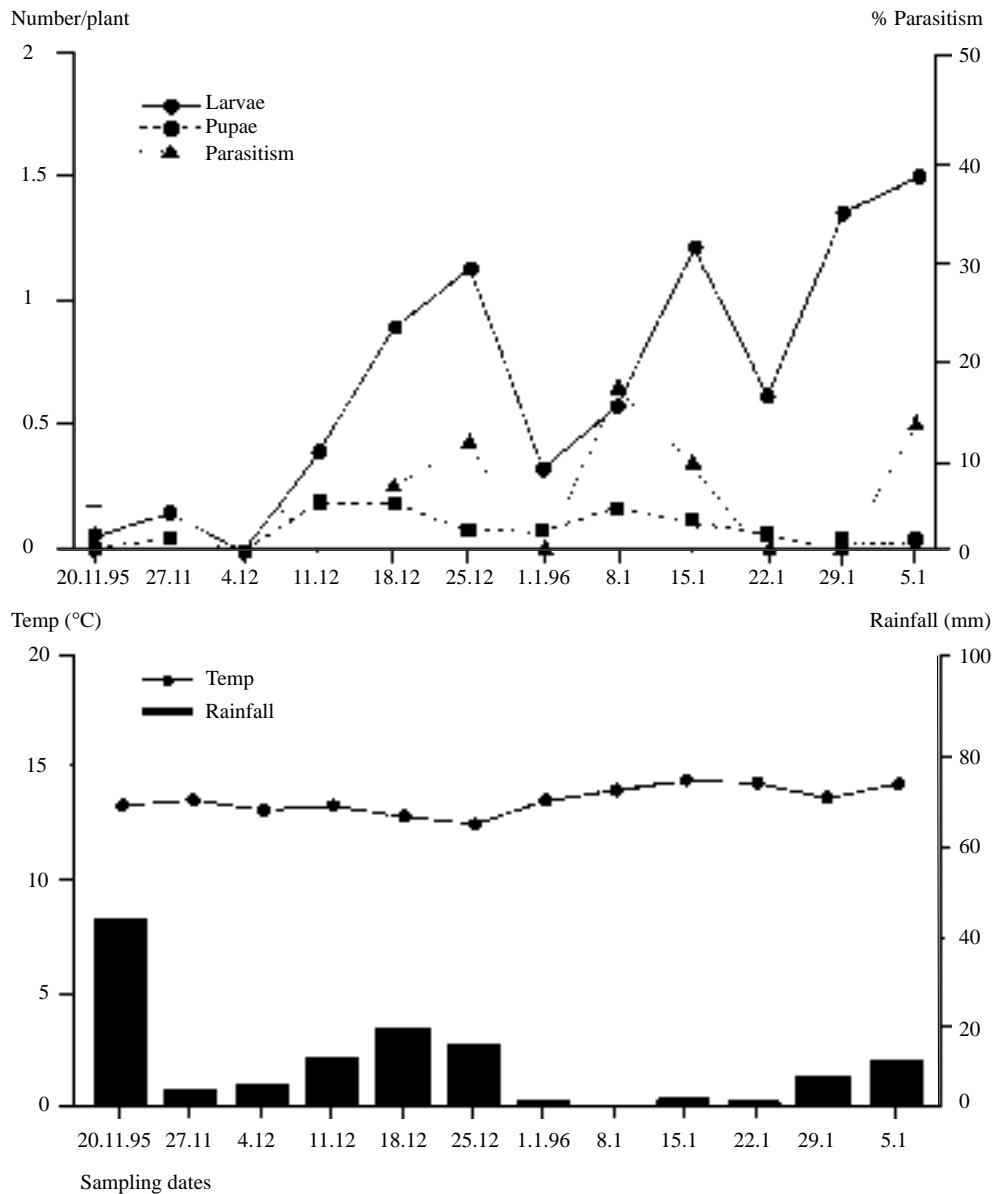 Number/plant % Parasitism
2 50
Larvae
Pupae
Parasitism
1.5 40
30
1
20
0.5
10
0 0
20.11.95 27.11 4.12 11.12 18.12 25.12 1.1.96 8.1 15.1 22.1 29.1 5.1
Temp (°C) Rainfall (mm)
20 100
Temp
Rainfall
15 80
60
10
40
5
20
0 0
20.11.95 27.11 4.12 11.12 18.12 25.12 1.1.96 8.1 15.1 22.1 29.1 5.1
Sampling dates